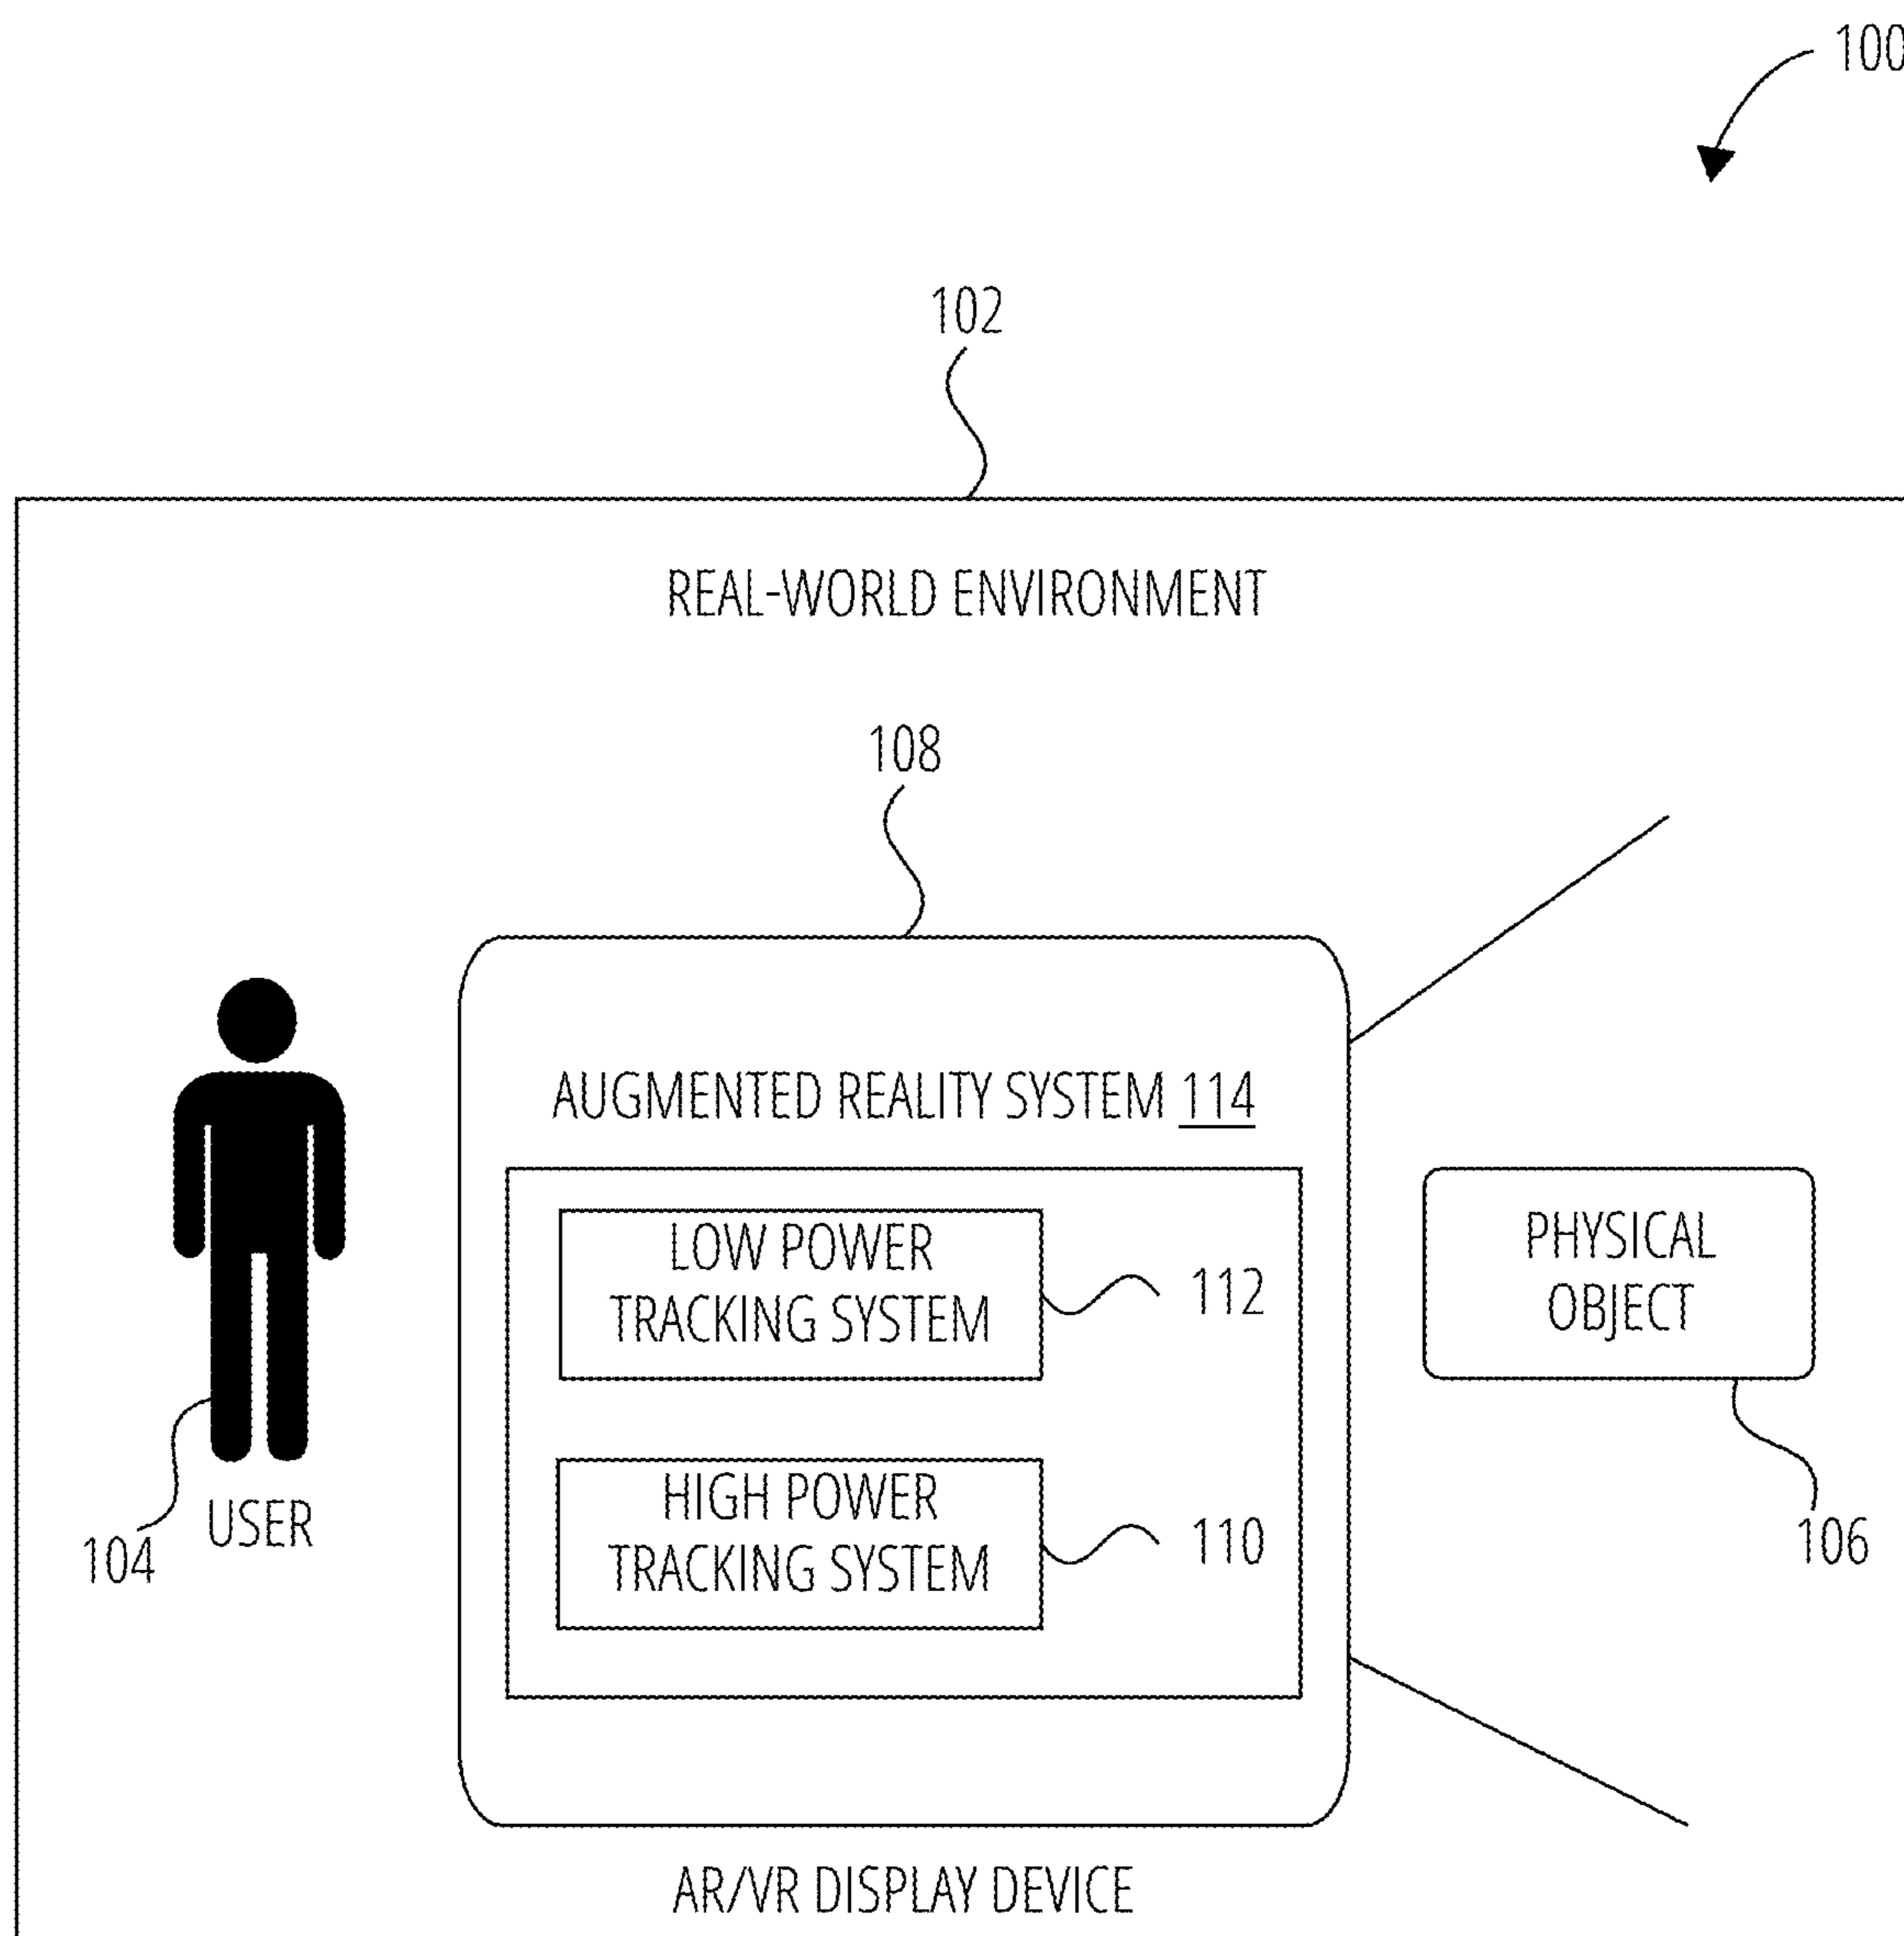 100
102
REAL-WORLD ENVIRONMENT
108
AUGMENTED REALITY SYSTEM 114
LOW POWER
TRACKING SYSTEM
112
PHYSICAL
OBJECT
HIGH POWER
TRACKING SYSTEM
110
USER
104
106
AR/VR DISPLAY DEVICE